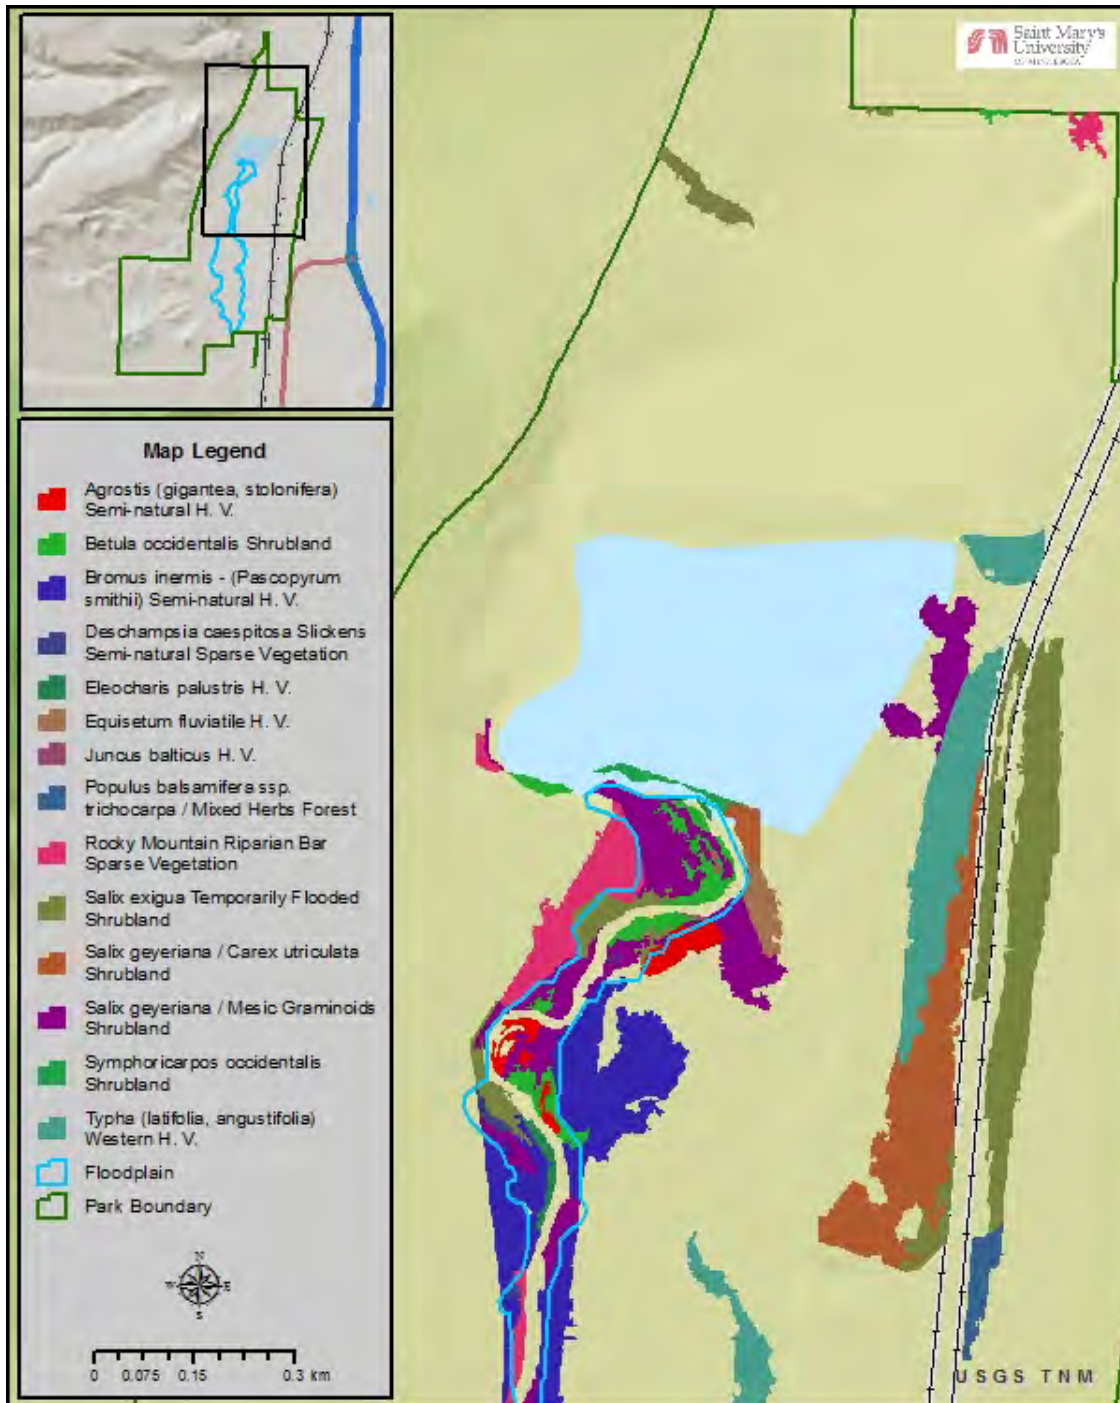 Saint Mary's
University
OF MINNESOTA
Map Legend
Agrostis (gigantea, stolonifera)
Semi-natural H. V.
Betula occidentalis Shrubland
Bromus inermis - (Pascopyrum
smithii) Semi-natural H. V.
Deschampsia caespitosa Slickens
Semi-natural Sparse Vegetation
Eleocharis palustris H. V.
Equisetum fluviatile H. V.
Juncus balticus H. V.
Populus balsamifera ssp.
trichocarpa / Mixed Herbs Forest
Rocky Mountain Riparian Bar
Sparse Vegetation
Salix exigua Temporarily Flooded
Shrubland
Salix geyeriana / Carex utriculata
Shrubland
Salix geyeriana / Mesic Graminoids
Shrubland
Symphoricarpos occidentalis
Shrubland
Typha (latifolia, angustifolia)
Western H. V.
Floodplain
Park Boundary
N
W E
S
0 0.075 0.15 0.3 km
USGS TNM